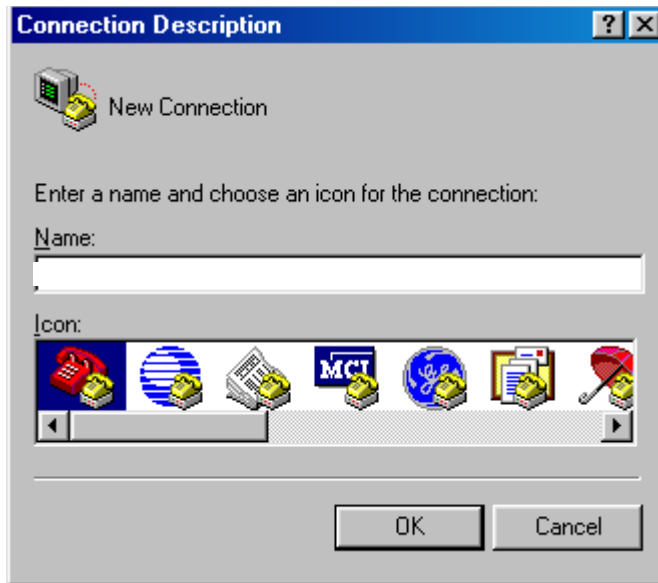 Connection Description
New Connection
Enter a name and choose an icon for the connection:
Name:
Icon:
MCI
OK
Cancel